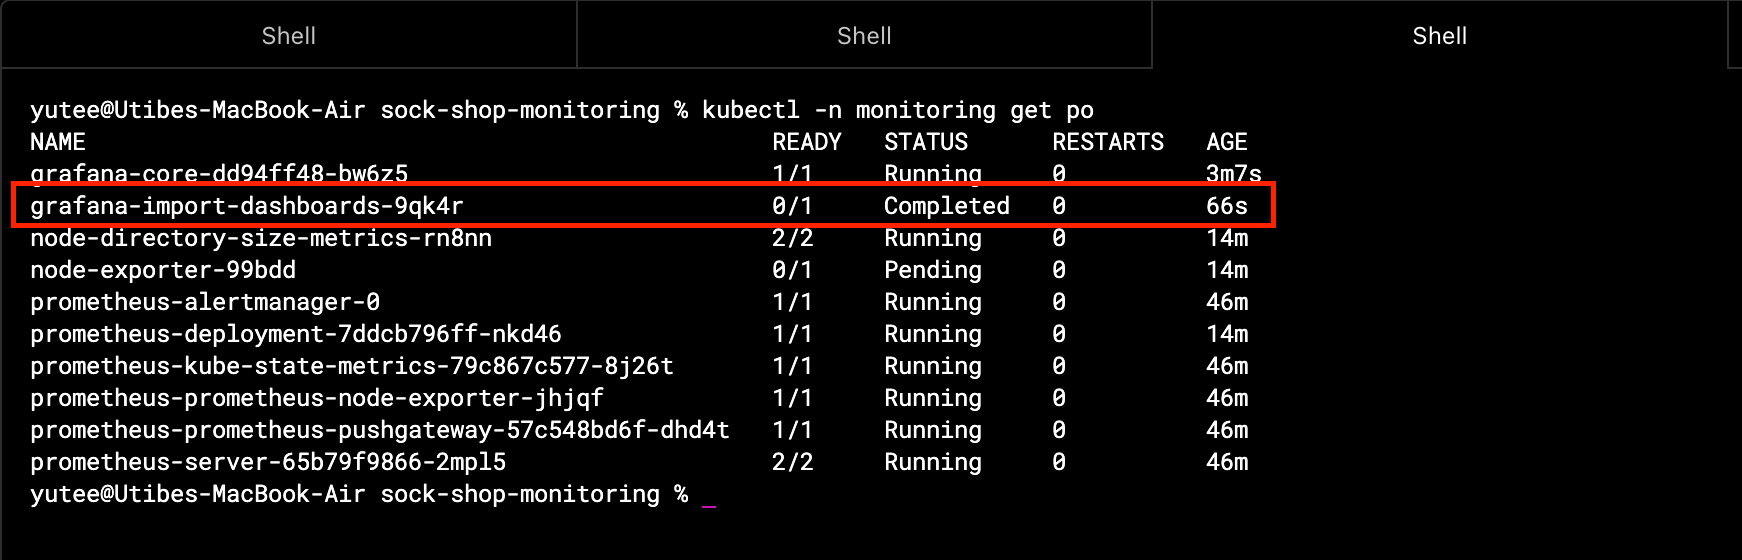 Shell Shell Shell
yutee@Utibes-MacBook-Air sock-shop-monitoring % kubectl -n monitoring get po
NAME READY STATUS RESTARTS AGE
grafana-core-dd94ff48-bw6z5 1/1 Running 0 3m7s
grafana-import-dashboards-9qk4r 0/1 Completed 0 66s
node-directory-size-metrics-rn8nn 2/2 Running 0 14m
node-exporter-99bdd 0/1 Pending 0 14m
prometheus-alertmanager-0 1/1 Running 0 46m
prometheus-deployment-7ddcb796ff-nkd46 1/1 Running 0 14m
prometheus-kube-state-metrics-79c867c577-8j26t 1/1 Running 0 46m
prometheus-prometheus-node-exporter-jhjqf 1/1 Running 0 46m
prometheus-prometheus-pushgateway-57c548bd6f-dhd4t 1/1 Running 0 46m
prometheus-server-65b79f9866-2mpl5 2/2 Running 0 46m
yutee@Utibes-MacBook-Air sock-shop-monitoring % _